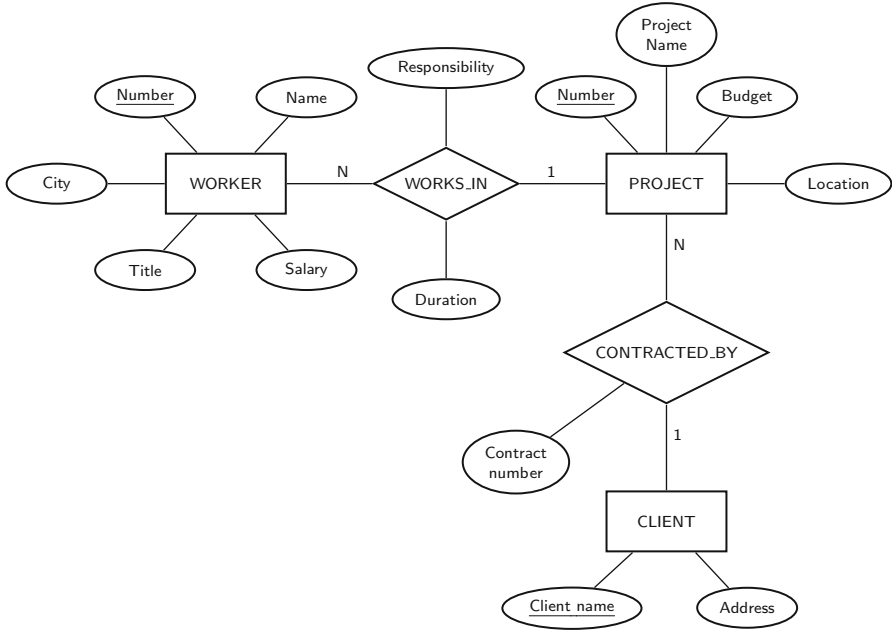 Project
Name
Responsibility
Number
Name
Number
Budget
City
WORKER
N
WORKS_IN
1
PROJECT
Location
Title
Salary
Duration
N
CONTRACTED_BY
Contract
number
1
CLIENT
Client name
Address